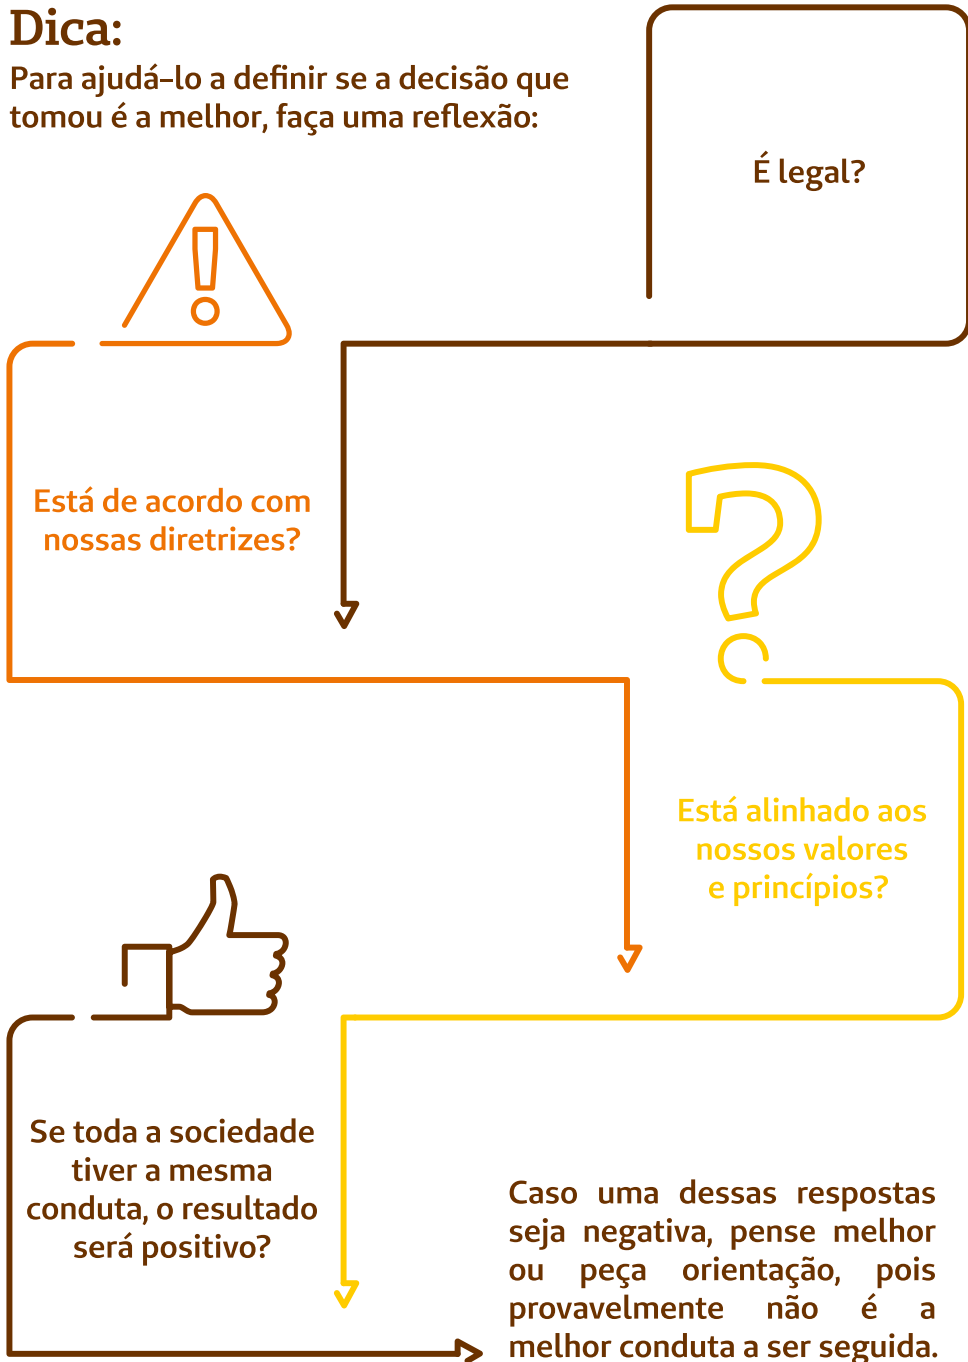 Dica:
Para ajudá-lo a definir se a decisão que
tomou é a melhor, faça uma reflexão:
É legal?
Está de acordo com
nossas diretrizes?
Está alinhado aos
nossos valores
e princípios?
Se toda a sociedade
tiver a mesma
conduta, o resultado
será positivo?
Caso uma dessas respostas
seja negativa, pense melhor
ou peça orientação, pois
provavelmente não é a
melhor conduta a ser seguida.